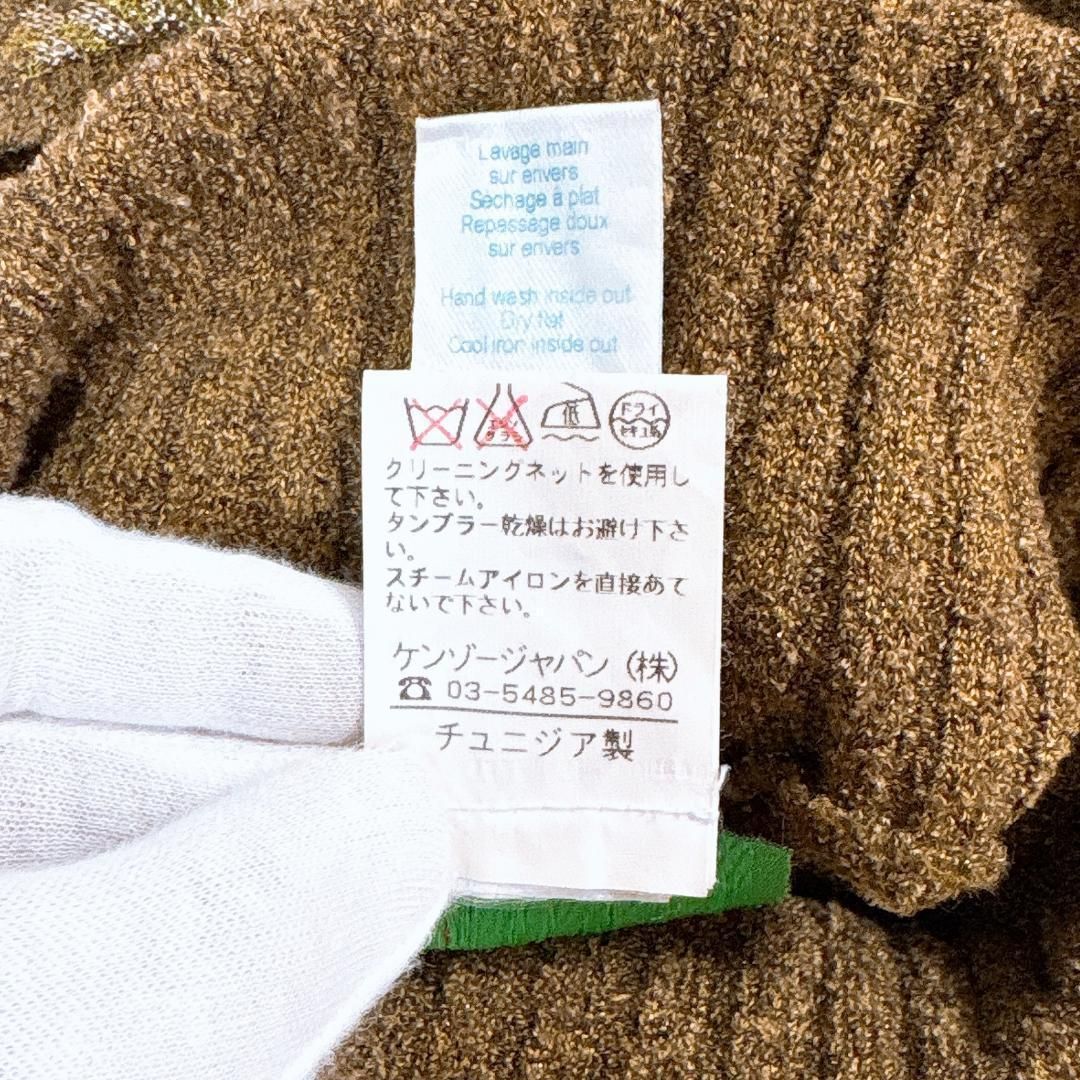 Lavage main
sur envers
Séchage à plat
Repassage doux
sur envers
Hand wash inside out
Dry flat
Cool iron inside out
低
ドライ
セキユ系
クリーニングネットを使用し
て下さい。
タンブラー乾燥はお避け下さ
い。
スチームアイロンを直接あて
ないで下さい。
ケンゾージャパン（株）
☎ 03-5485-9860
チュニジア製